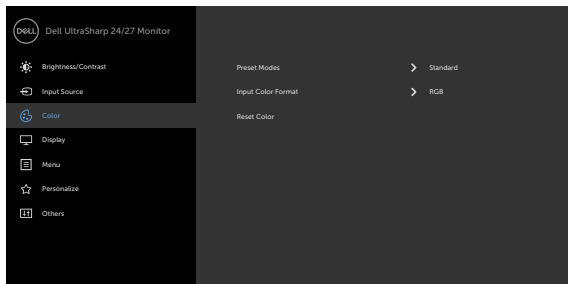 DELL Dell UltraSharp 24/27 Monitor
Brightness/Contrast
Input Source
Color
Display
Menu
Personalize
Others
Preset Modes Standard
Input Color Format RGB
Reset Color